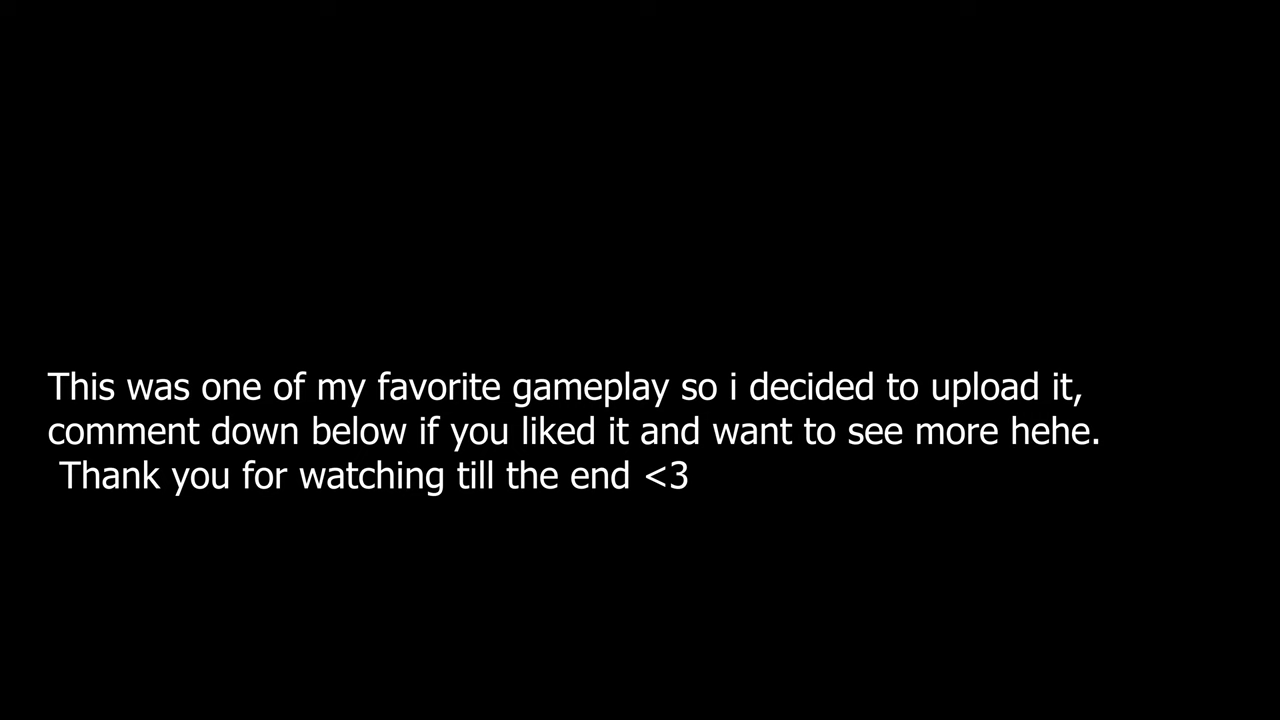 This was one of my favorite gameplay so i decided to upload it,
comment down below if you liked it and want to see more hehe.
Thank you for watching till the end <3